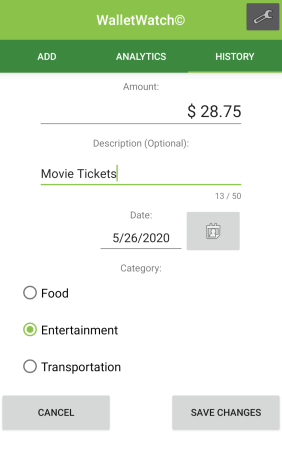 WalletWatch©
ADD ANALYTICS HISTORY
Amount:
$ 28.75
Description (Optional):
Movie Tickets
13 / 50
Date:
5/26/2020
Category:
Food
Entertainment
Transportation
CANCEL SAVE CHANGES